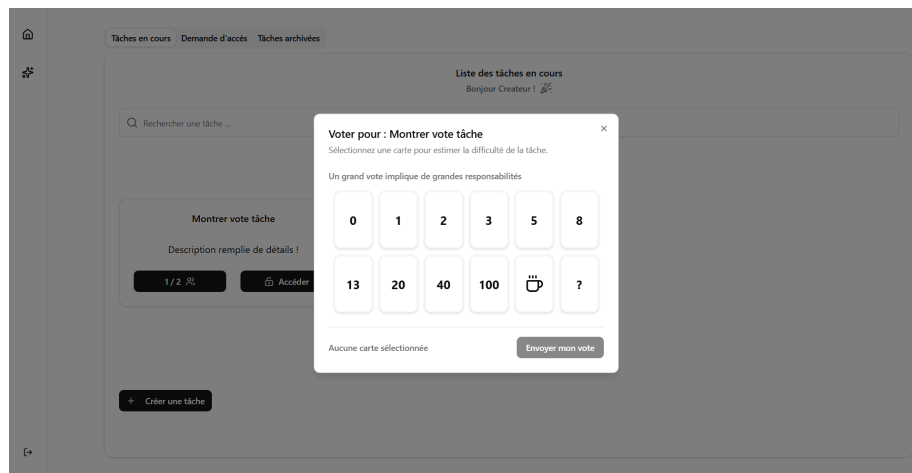 Tâches en cours Demande d'accès Tâches archivées
Liste des tâches en cours
Bonjour Createur !
Rechercher une tâche ...
Voter pour : Montrer vote tâche
Sélectionnez une carte pour estimer la difficulté de la tâche.
Un grand vote implique de grandes responsabilités
0 1 2 3 5 8
13 20 40 100 ?
Aucune carte sélectionnée Envoyer mon vote
Montrer vote tâche
Description remplie de détails !
1 / 2 Accéder
+ Créer une tâche